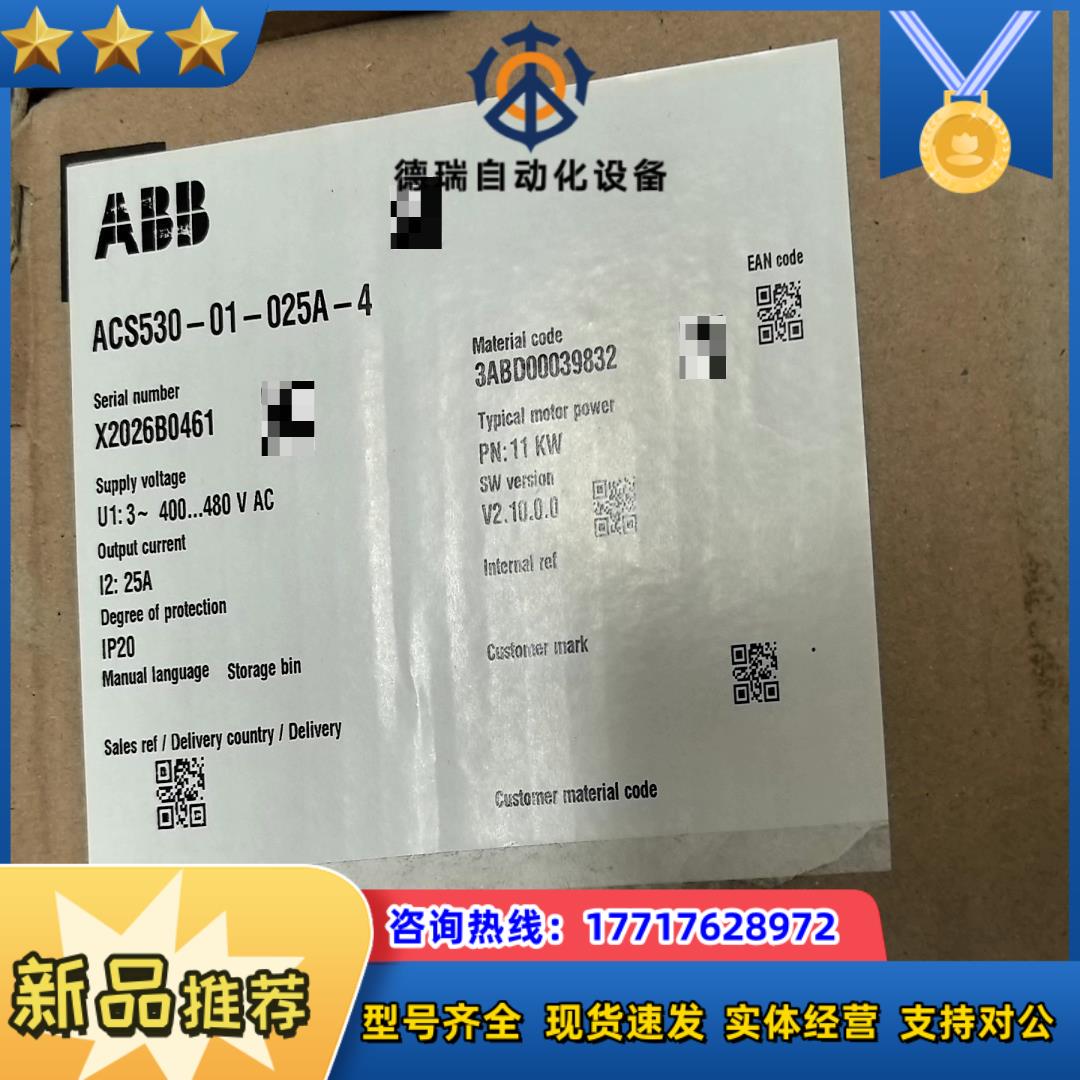 德瑞自动化设备
ABB
EAN code
ACS530-01-025A-4
Material code
3ABD00039832
Serial number
X2026B0461
Typical motor power
PN: 11 KW
Supply voltage
U1: 3~ 400...480 V AC
SW version
V2.10.0.0
Output current
I2: 25A
Internal ref
Degree of protection
IP20
Customer mark
Manual language Storage bin
Sales ref / Delivery country / Delivery
Customer material code
咨询热线：17717628972
新品推荐
型号齐全 现货速发 实体经营 支持对公